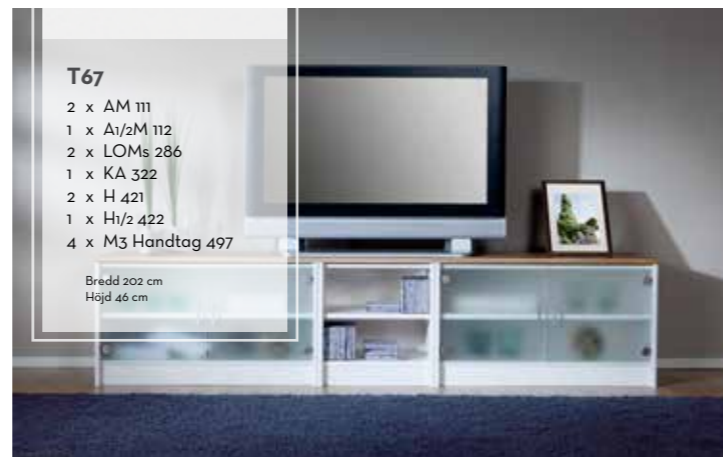 T67
2 x AM 111
1 x A1/2M 112
2 x LOMs 286
1 x KA 322
2 x H 421
1 x H1/2 422
4 x M3 Handtag 497
Bredd 202 cm
Höjd 46 cm